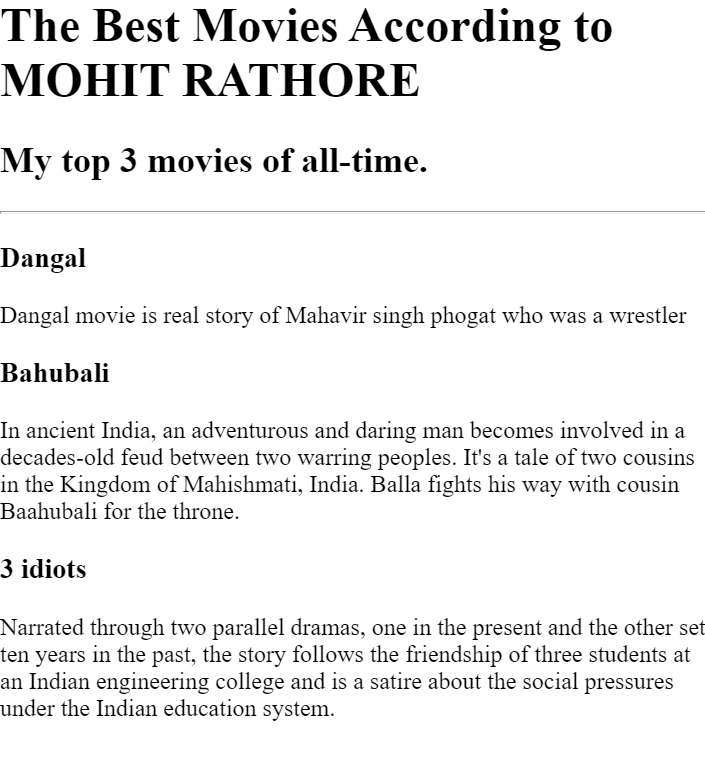 The Best Movies According to
MOHIT RATHORE
My top 3 movies of all-time.
Dangal
Dangal movie is real story of Mahavir singh phogat who was a wrestler
Bahubali
In ancient India, an adventurous and daring man becomes involved in a
decades-old feud between two warring peoples. It's a tale of two cousins
in the Kingdom of Mahishmati, India. Balla fights his way with cousin
Baahubali for the throne.
3 idiots
Narrated through two parallel dramas, one in the present and the other set
ten years in the past, the story follows the friendship of three students at
an Indian engineering college and is a satire about the social pressures
under the Indian education system.